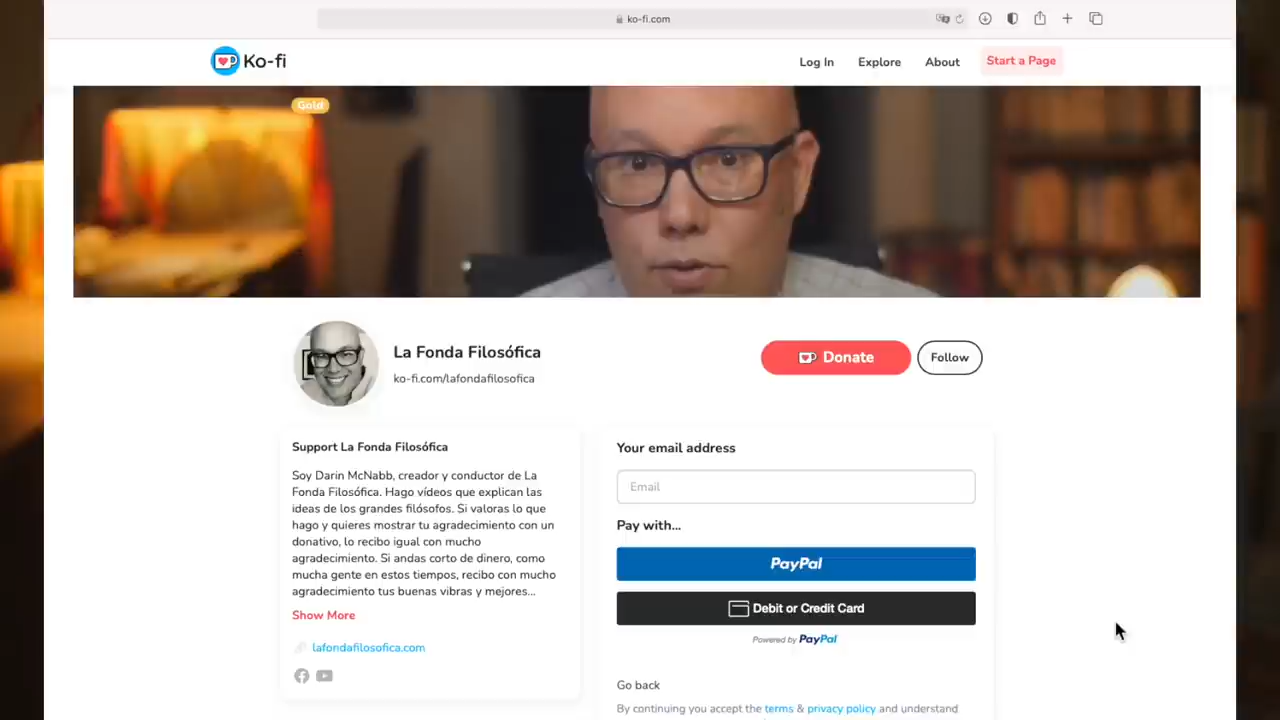 ko-fi.com
Ko-fi
Log In
Explore
About
Start a Page
Gold
La Fonda Filosófica
ko-fi.com/lafondafilosofica
Donate
Follow
Support La Fonda Filosófica
Soy Darin McNabb, creador y conductor de La
Fonda Filosófica. Hago vídeos que explican las
ideas de los grandes filósofos. Si valoras lo que
hago y quieres mostrar tu agradecimiento con un
donativo, lo recibo igual con mucho
agradecimiento. Si andas corto de dinero, como
mucha gente en estos tiempos, recibo con mucho
agradecimiento tus buenas vibras y mejores...
Show More
lafondafilosofica.com
Your email address
Email
Pay with...
PayPal
Debit or Credit Card
Powered by PayPal
Go back
By continuing you accept the terms & privacy policy and understand